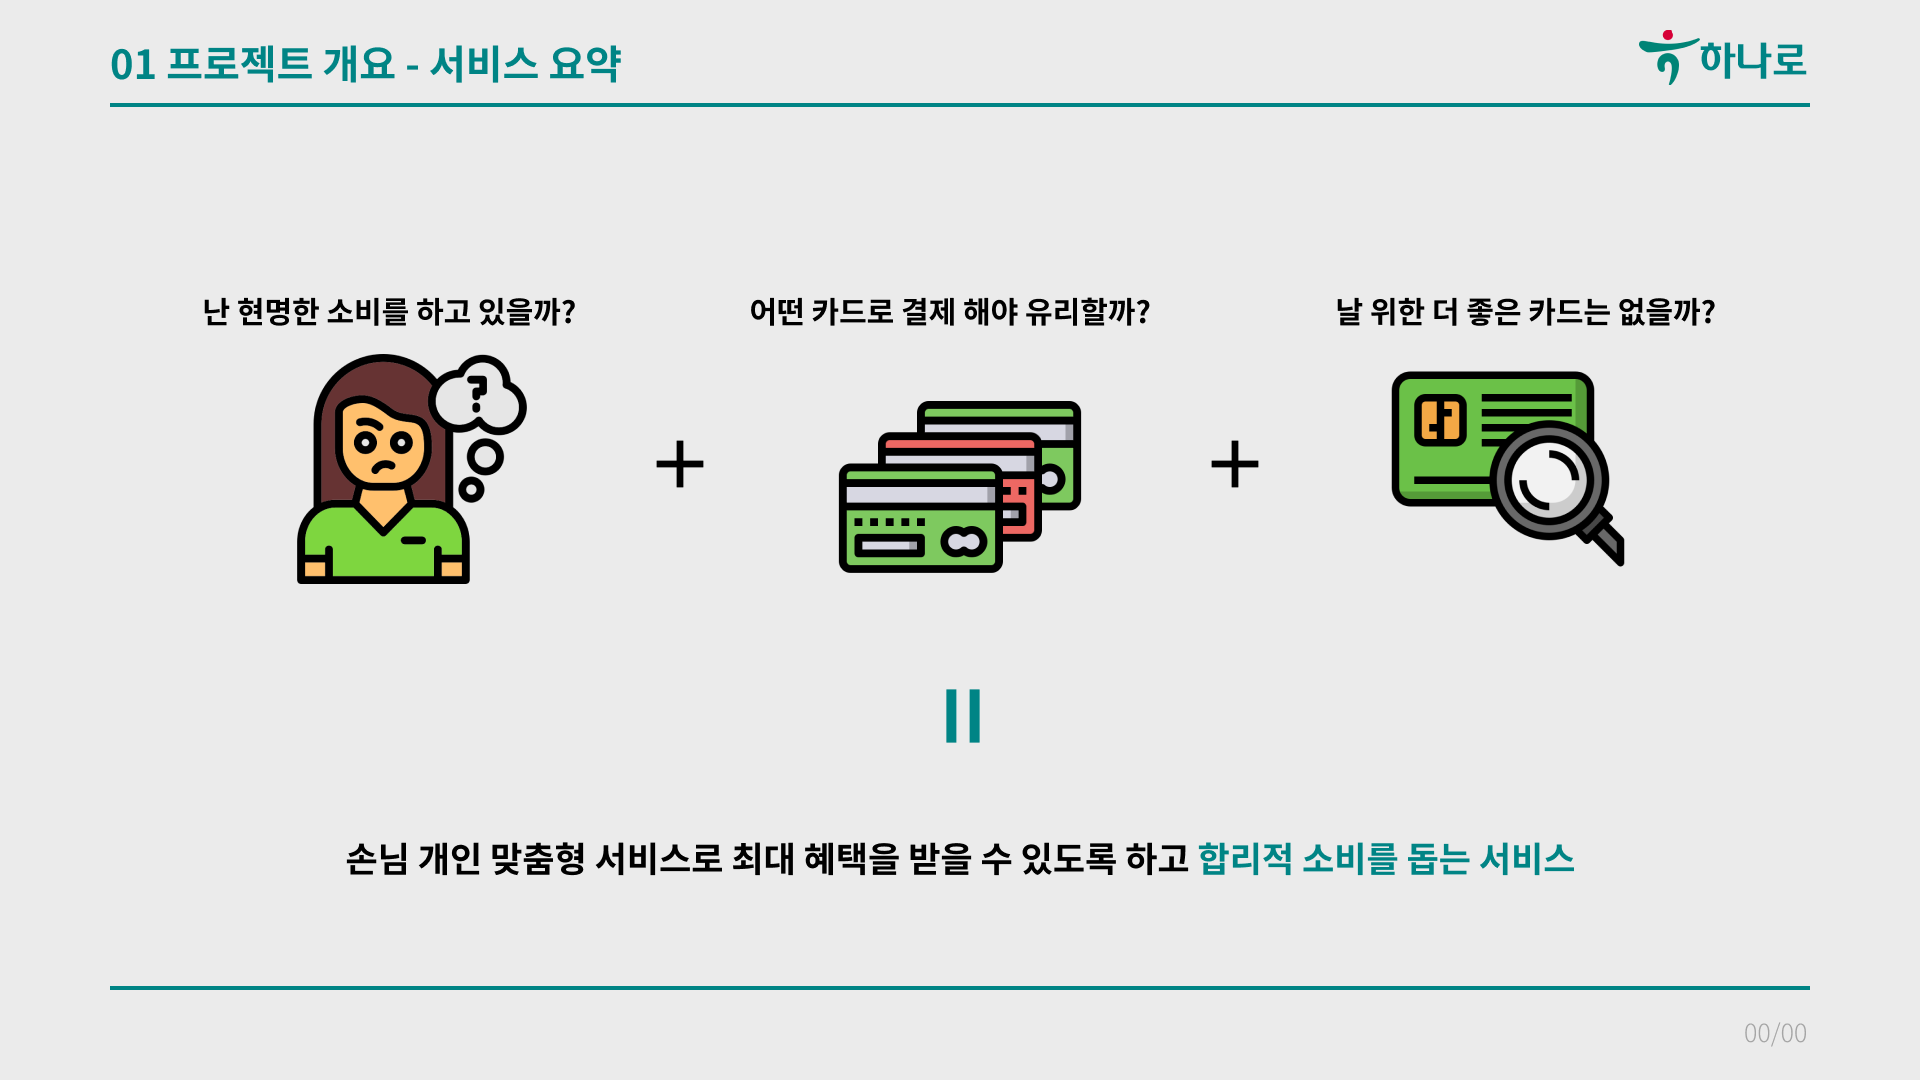 01 프로젝트 개요 - 서비스 요약
하나로
난 현명한 소비를 하고 있을까?
어떤 카드로 결제 해야 유리할까?
날 위한 더 좋은 카드는 없을까?
?
+
+
손님 개인 맞춤형 서비스로 최대 혜택을 받을 수 있도록 하고 합리적 소비를 돕는 서비스
00/00